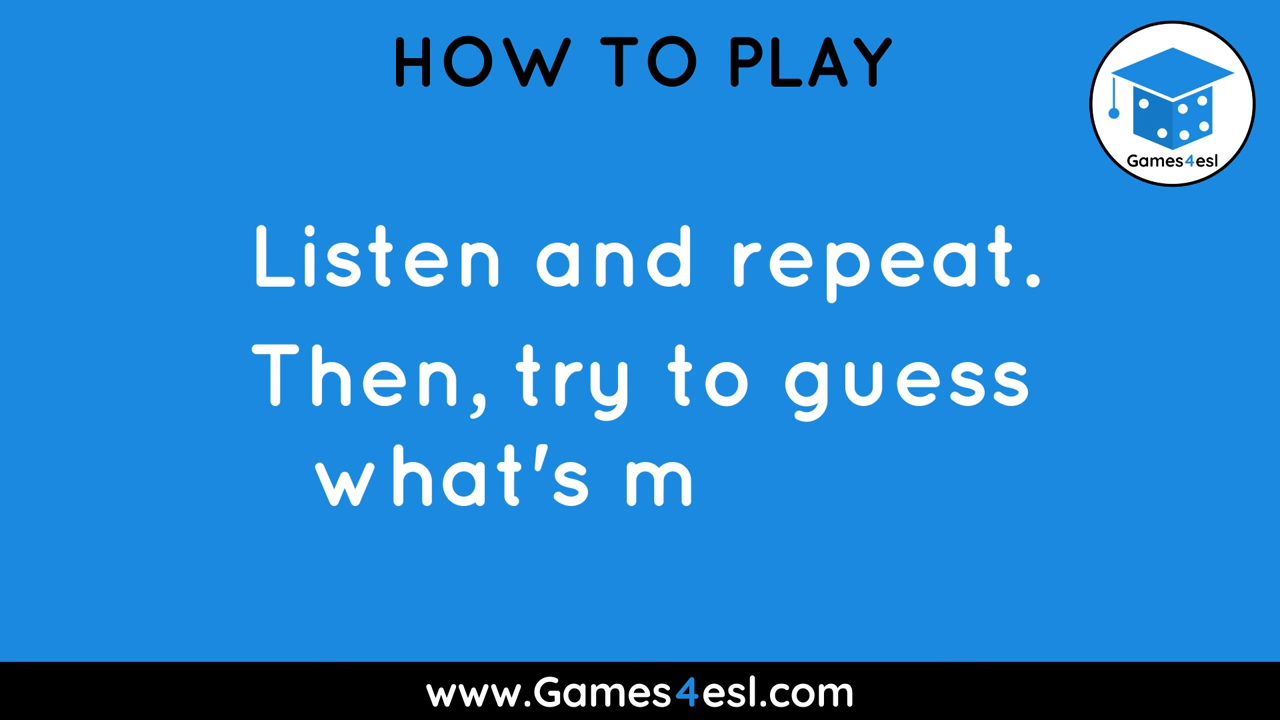 HOW TO PLAY
Games4esl
Listen and repeat.
Then, try to guess
what's m
www.Games4esl.com